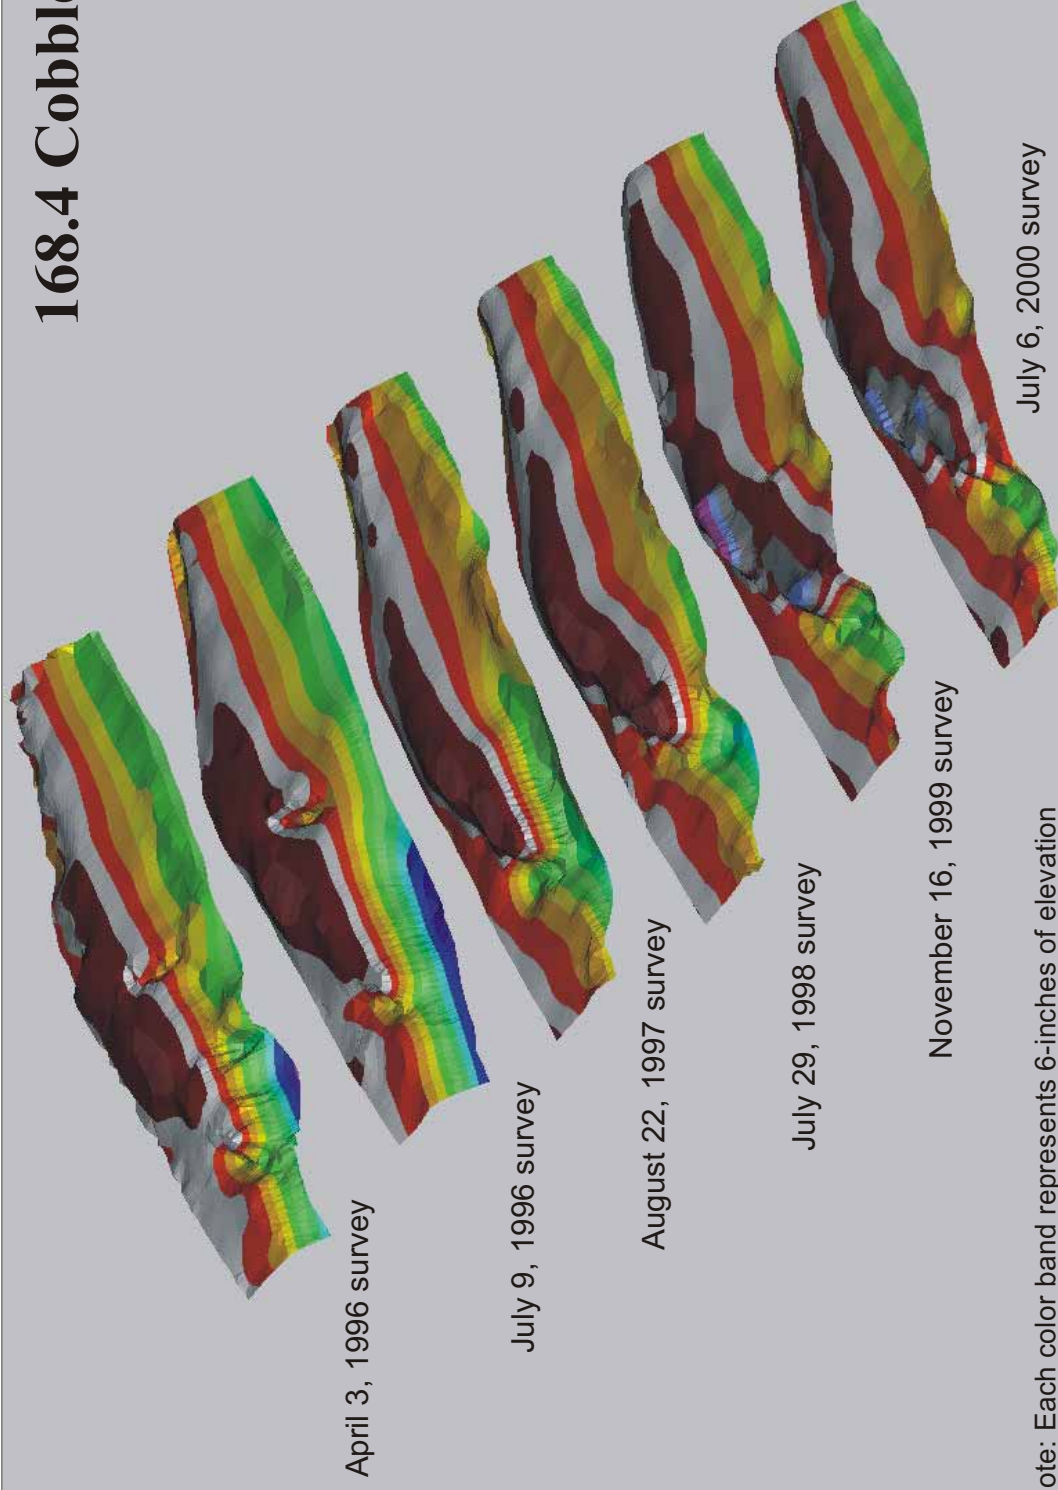 168.4 Cobble
April 3, 1996 survey
July 9, 1996 survey
August 22, 1997 survey
July 29, 1998 survey
November 16, 1999 survey
July 6, 2000 survey
ote: Each color band represents 6-inches of elevation